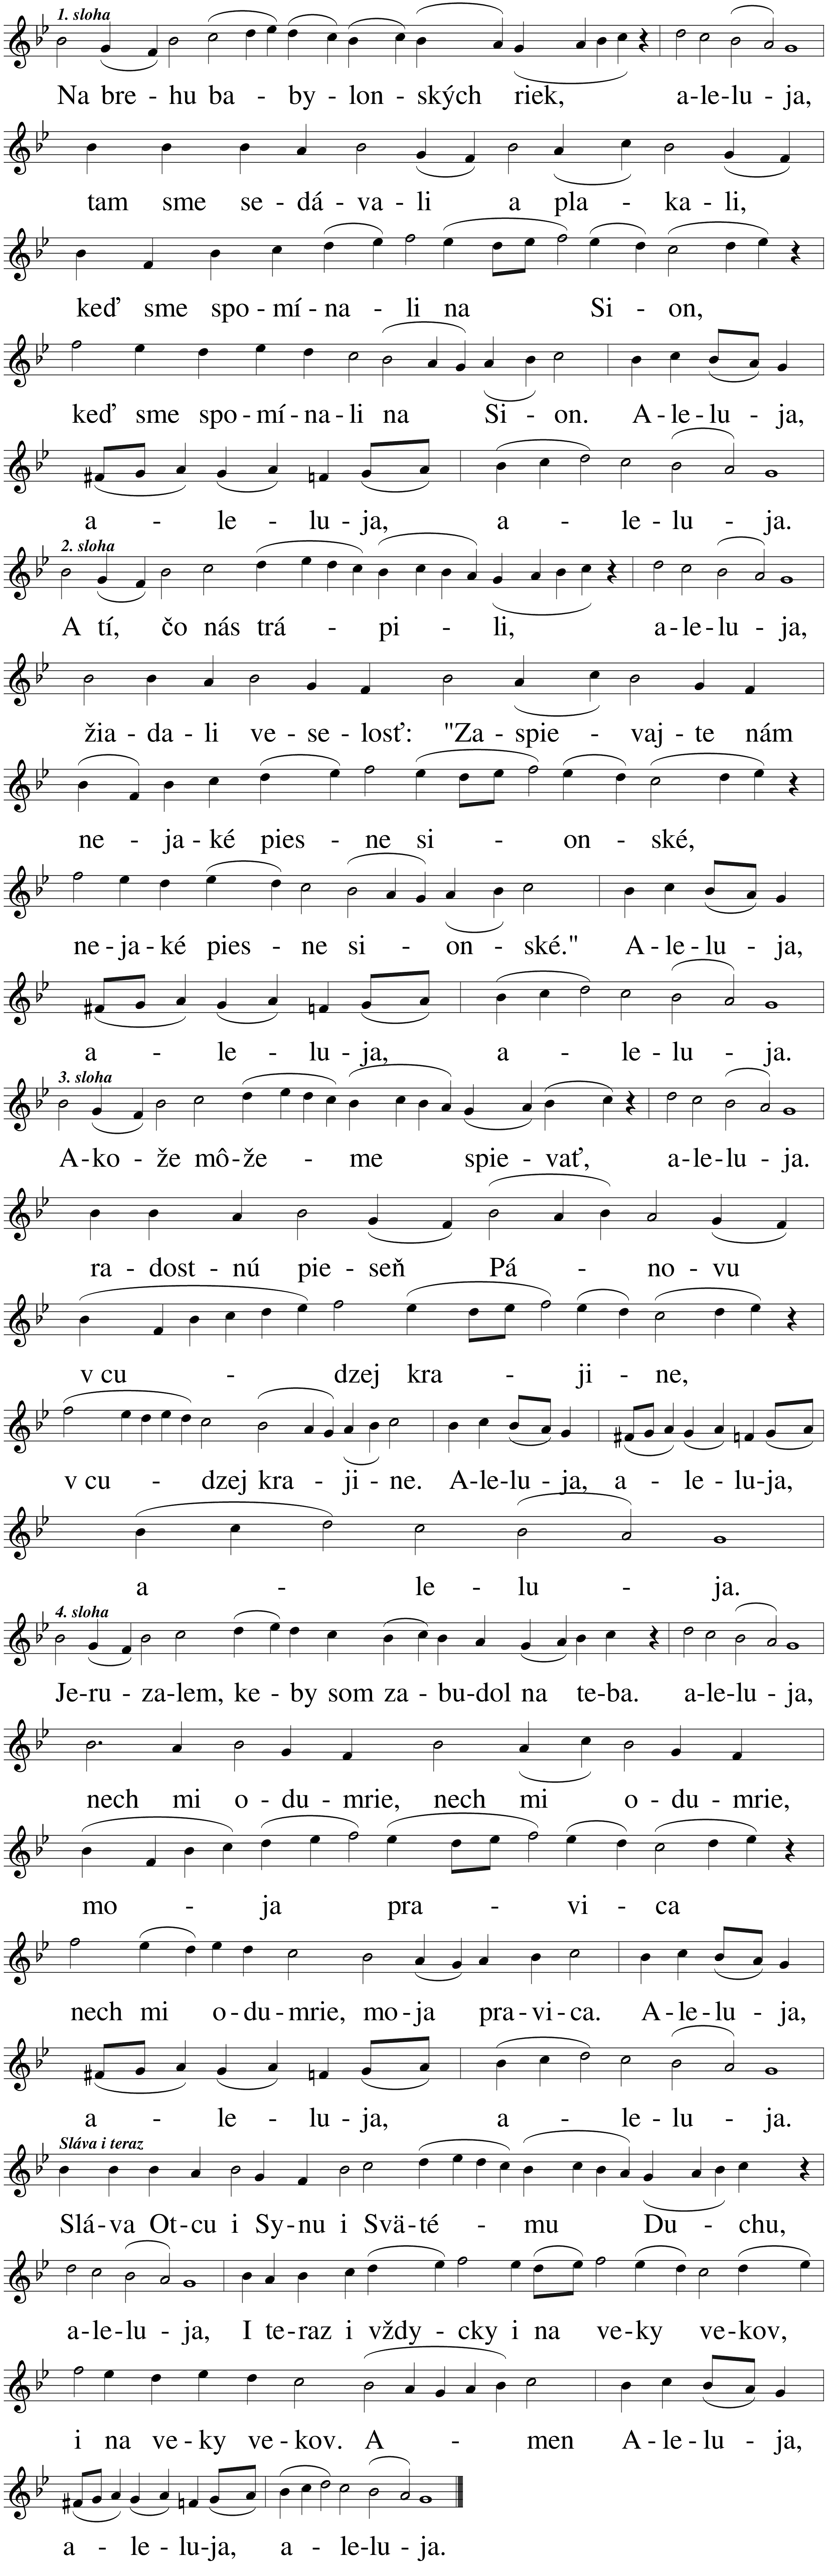 1. sloha
Na bre - hu ba - by - lon - ských riek, a-le-lu - ja,
tam sme se - dá - va - li a pla - ka - li,
keď sme spo - mí - na - li na Si - on,
keď sme spo - mí - na - li na Si - on. A - le - lu - ja,
a - le - lu - ja, a - le - lu - ja.
2. sloha
A tí, čo nás trá - pi - li, a-le-lu - ja,
žia - da - li ve - se - losť: "Za - spie - vaj - te nám
ne - ja - ké pies - ne si - on - ské,
ne - ja - ké pies - ne si - on - ské." A - le - lu - ja,
a - le - lu - ja, a - le - lu - ja.
3. sloha
A-ko - že mô-že - me spie - vať, a-le-lu - ja.
ra - dost - nú pie - seň Pá - no - vu
v cu - dzej kra - ji - ne,
v cu - dzej kra - ji - ne. A-le-lu - ja, a - le - lu-ja,
a - le - lu - ja.
4. sloha
Je-ru - za-lem, ke - by som za - bu-dol na te-ba. a-le-lu - ja,
nech mi o - du - mrie, nech mi o - du - mrie,
mo - ja pra - vi - ca
nech mi o - du - mrie, mo - ja pra - vi - ca. A - le - lu - ja,
a - le - lu - ja, a - le - lu - ja.
Sláva i teraz
Slá - va Ot - cu i Sy - nu i Svä - té - mu Du - chu,
a-le-lu - ja, I te-raz i vždy - cky i na ve-ky ve-kov,
i na ve - ky ve - kov. A - men A - le - lu - ja,
a - le - lu-ja, a - le-lu - ja.